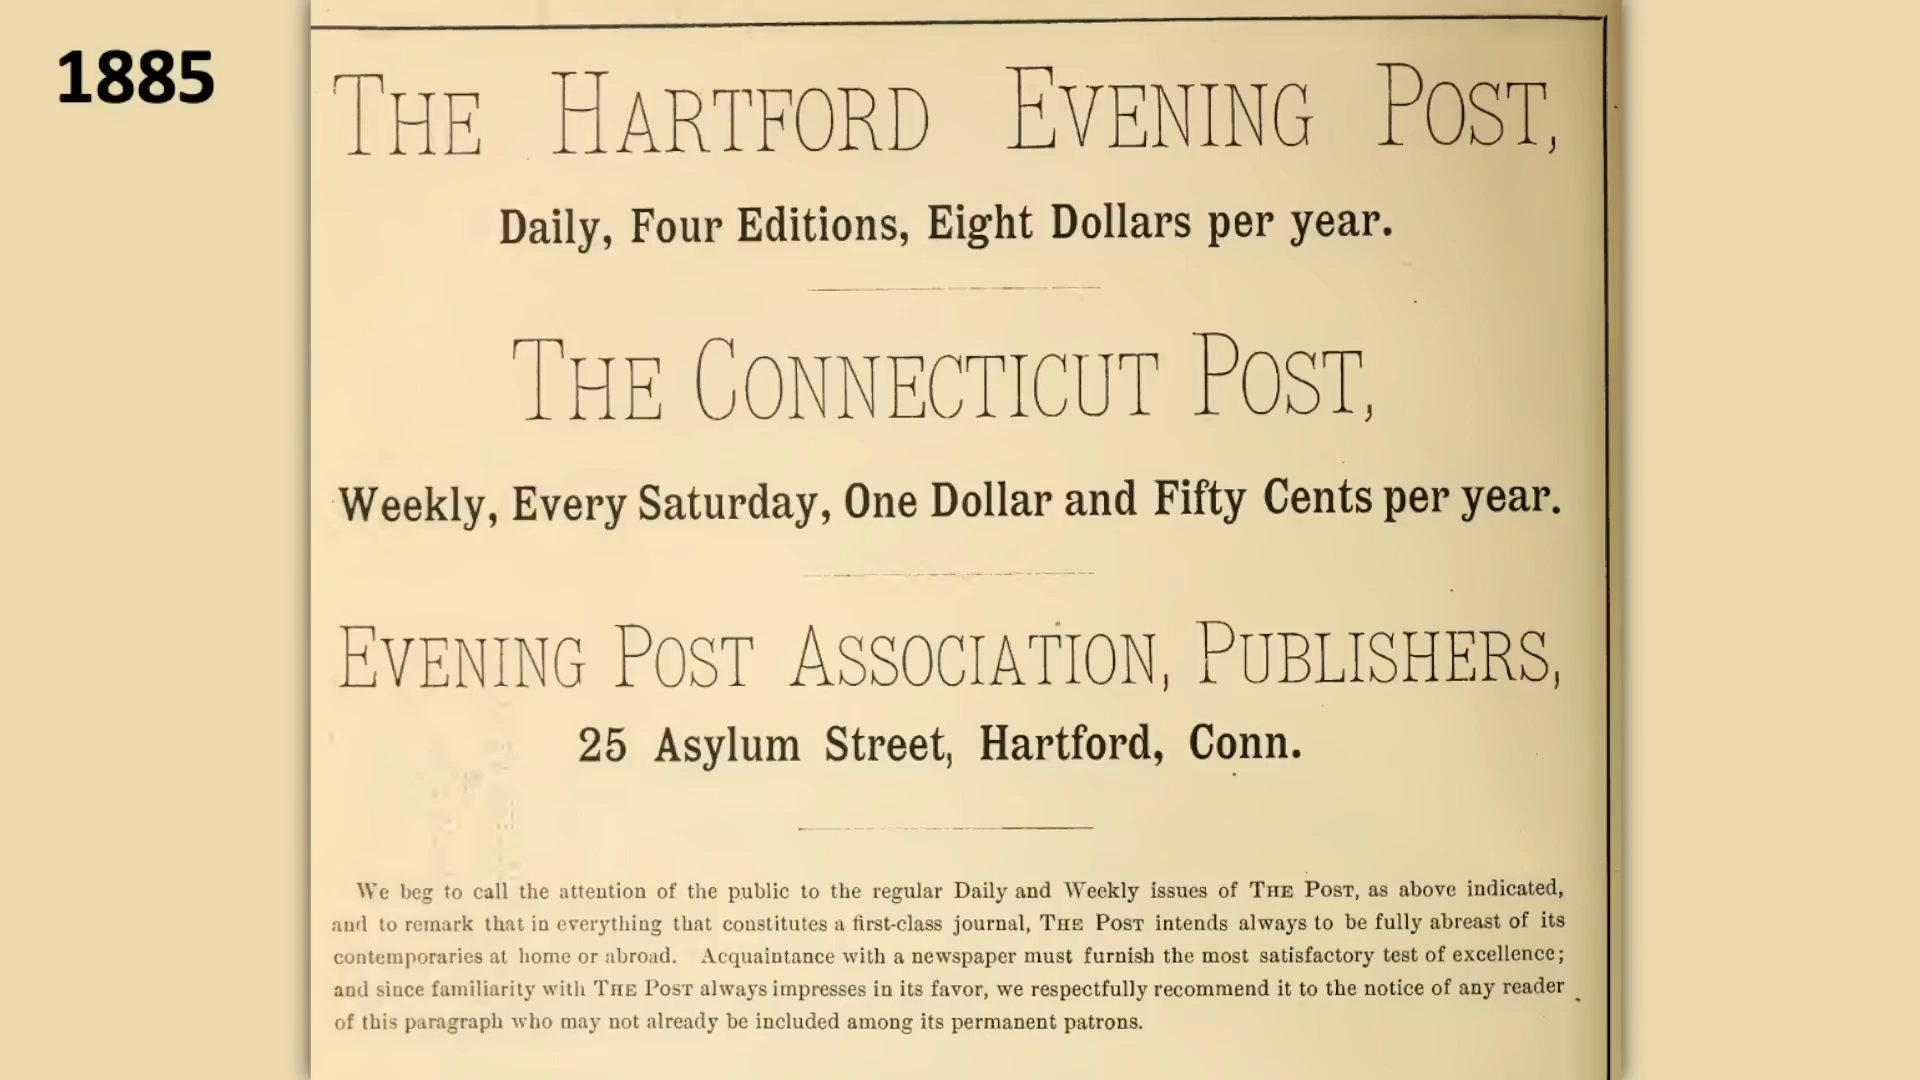 1885
THE HARTFORD EVENING POST,
Daily, Four Editions, Eight Dollars per year.
THE CONNECTICUT POST,
Weekly, Every Saturday, One Dollar and Fifty Cents per year.
EVENING POST ASSOCIATION, PUBLISHERS,
25 Asylum Street, Hartford, Conn.
We beg to call the attention of the public to the regular Daily and Weekly issues of THE POST, as above indicated,
and to remark that in everything that constitutes a first-class journal, THE POST intends always to be fully abreast of its
contemporaries at home or abroad. Acquaintance with a newspaper must furnish the most satisfactory test of excellence;
and since familiarity with THE POST always impresses in its favor, we respectfully recommend it to the notice of any reader
of this paragraph who may not already be included among its permanent patrons.